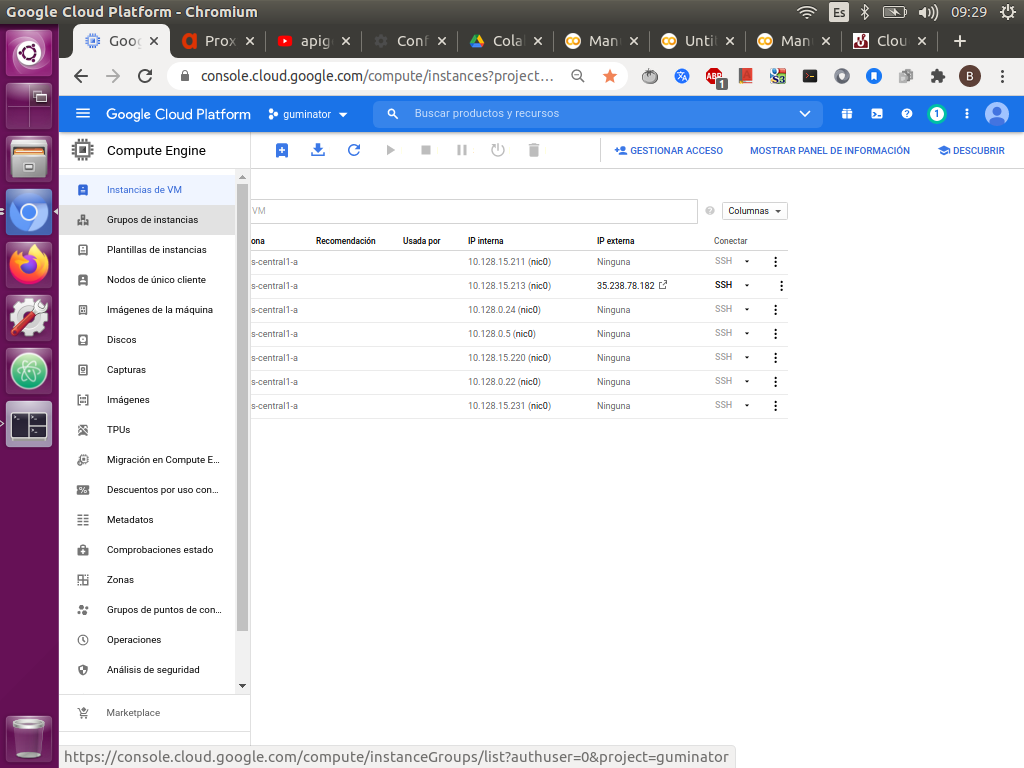 Google Cloud Platform - Chromium
Es
09:29
Goo
Prox
apig
Conf
Cola
Man
Unti
Man
Clou
console.cloud.google.com/compute/instances?project...
ABP
1
B
Google Cloud Platform
guminator
Buscar productos y recursos
1
Compute Engine
GESTIONAR ACCESO
MOSTRAR PANEL DE INFORMACIÓN
DESCUBRIR
Instancias de VM
Grupos de instancias
Plantillas de instancias
Nodos de único cliente
Imágenes de la máquina
Discos
Capturas
Imágenes
TPUs
Migración en Compute E...
Descuentos por uso con...
Metadatos
Comprobaciones estado
Zonas
Grupos de puntos de con...
Operaciones
Análisis de seguridad
Marketplace
VM
Columnas
ona Recomendación Usada por IP interna IP externa Conectar
s-central1-a 10.128.15.211 (nic0) Ninguna SSH
s-central1-a 10.128.15.213 (nic0) 35.238.78.182 SSH
s-central1-a 10.128.0.24 (nic0) Ninguna SSH
s-central1-a 10.128.0.5 (nic0) Ninguna SSH
s-central1-a 10.128.15.220 (nic0) Ninguna SSH
s-central1-a 10.128.0.22 (nic0) Ninguna SSH
s-central1-a 10.128.15.231 (nic0) Ninguna SSH
https://console.cloud.google.com/compute/instanceGroups/list?authuser=0&project=guminator